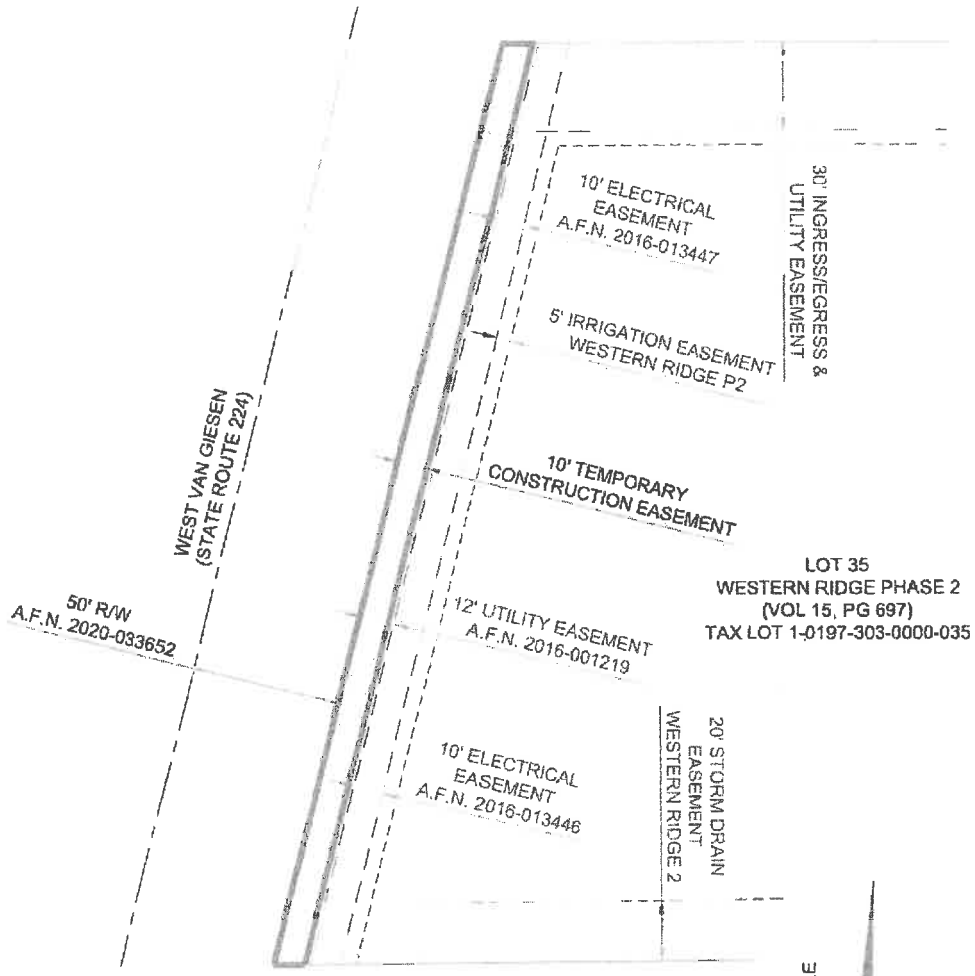 10' ELECTRICAL
EASEMENT
A.F.N. 2016-013447
30' INGRESS/EGRESS &
UTILITY EASEMENT
5' IRRIGATION EASEMENT
WESTERN RIDGE P2
WEST VAN GIESEN
(STATE ROUTE 224)
10' TEMPORARY
CONSTRUCTION EASEMENT
LOT 35
WESTERN RIDGE PHASE 2
(VOL 15, PG 697)
TAX LOT 1-0197-303-0000-035
50' R/W
A.F.N. 2020-033652
12' UTILITY EASEMENT
A.F.N. 2016-001219
10' ELECTRICAL
EASEMENT
A.F.N. 2016-013446
20' STORM DRAIN
EASEMENT
WESTERN RIDGE 2